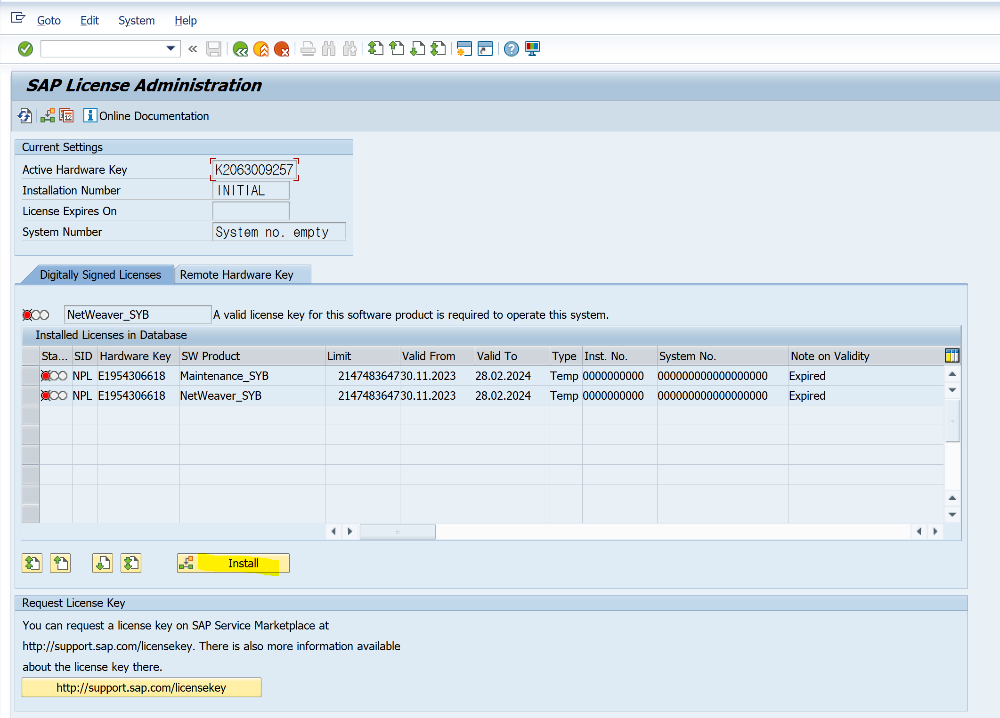 Goto Edit System Help
SAP License Administration
Online Documentation
Current Settings
Active Hardware Key K2063009257
Installation Number INITIAL
License Expires On
System Number System no. empty
Digitally Signed Licenses Remote Hardware Key
NetWeaver_SYB A valid license key for this software product is required to operate this system.
Installed Licenses in Database
Sta... SID Hardware Key SW Product Limit Valid From Valid To Type Inst. No. System No. Note on Validity
NPL E1954306618 Maintenance_SYB 2147483647 30.11.2023 28.02.2024 Temp 0000000000 000000000000000000 Expired
NPL E1954306618 NetWeaver_SYB 2147483647 30.11.2023 28.02.2024 Temp 0000000000 000000000000000000 Expired
Install
Request License Key
You can request a license key on SAP Service Marketplace at
http://support.sap.com/licensekey. There is also more information available
about the license key there.
http://support.sap.com/licensekey